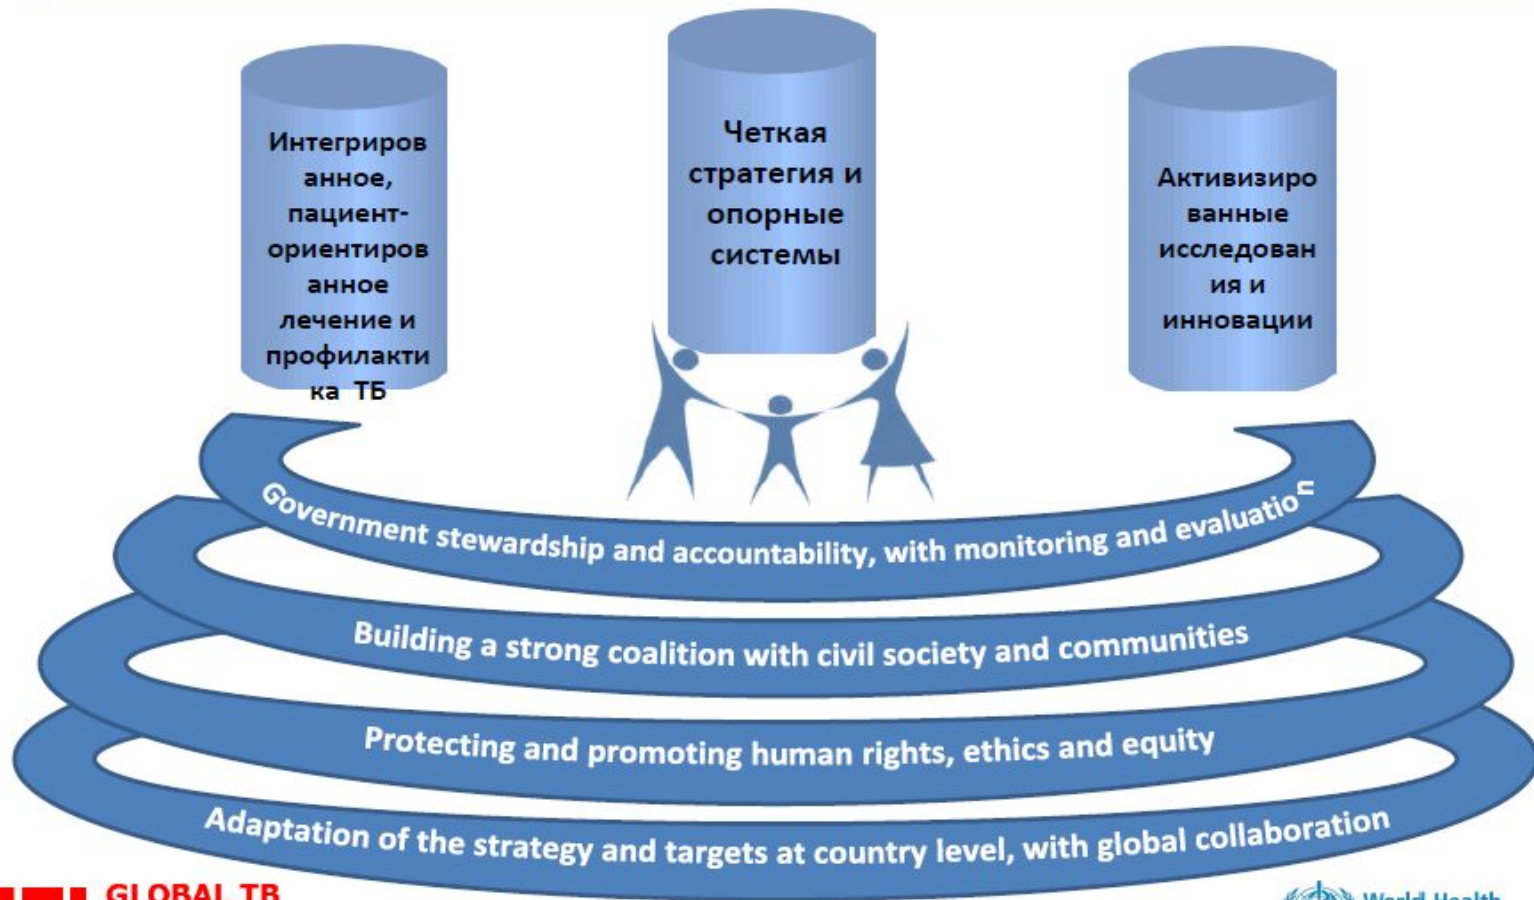 Интегриров
анное,
пациент-
ориентиров
анное
лечение и
профилакти
ка ТБ
Четкая
стратегия и
опорные
системы
Активизиро
ванные
исследован
ия и
инновации
Government stewardship and accountability, with monitoring and evaluation
Building a strong coalition with civil society and communities
Protecting and promoting human rights, ethics and equity
Adaptation of the strategy and targets at country level, with global collaboration
GLOBAL TB
World Health